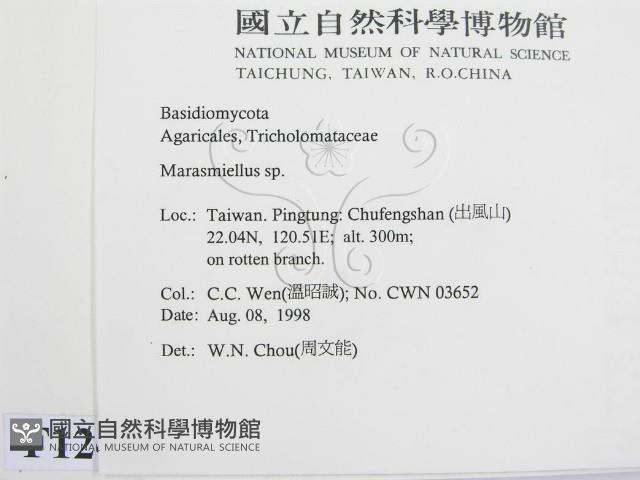 國立自然科學博物館
NATIONAL MUSEUM OF NATURAL SCIENCE
TAICHUNG, TAIWAN, R.O.CHINA
Basidiomycota
Agaricales, Tricholomataceae
Marasmiellus sp.
Loc.: Taiwan. Pingtung: Chufengshan (出風山)
22.04N, 120.51E; alt. 300m;
on rotten branch.
Col.: C.C. Wen(溫昭誠); No. CWN 03652
Date: Aug. 08, 1998
Det.: W.N. Chou(周文能)
國立自然科學博物館
NATIONAL MUSEUM OF NATURAL SCIENCE
F12